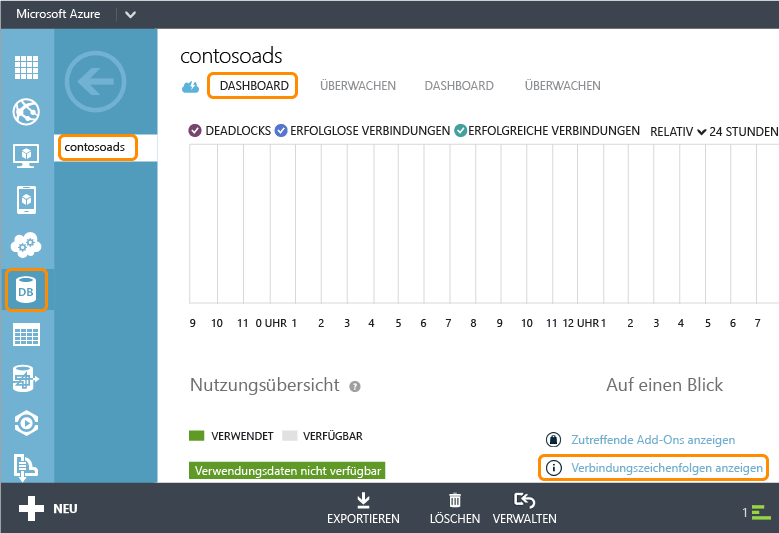 Microsoft Azure
contosoads
DASHBOARD ÜBERWACHEN DASHBOARD ÜBERWACHEN
contosoads
DEADLOCKS ERFOLGLOSE VERBINDUNGEN ERFOLGREICHE VERBINDUNGEN RELATIV 24 STUNDEN
9 10 11 0 UHR 1 2 3 4 5 6 7 8 9 10 11 12 UHR 1 2 3 4 5 6 7
DB
Nutzungsübersicht ? Auf einen Blick
VERWENDET VERFÜGBAR
Zutreffende Add-Ons anzeigen
Verwendungsdaten nicht verfügbar
Verbindungszeichenfolgen anzeigen
NEU EXPORTIEREN LÖSCHEN VERWALTEN 1